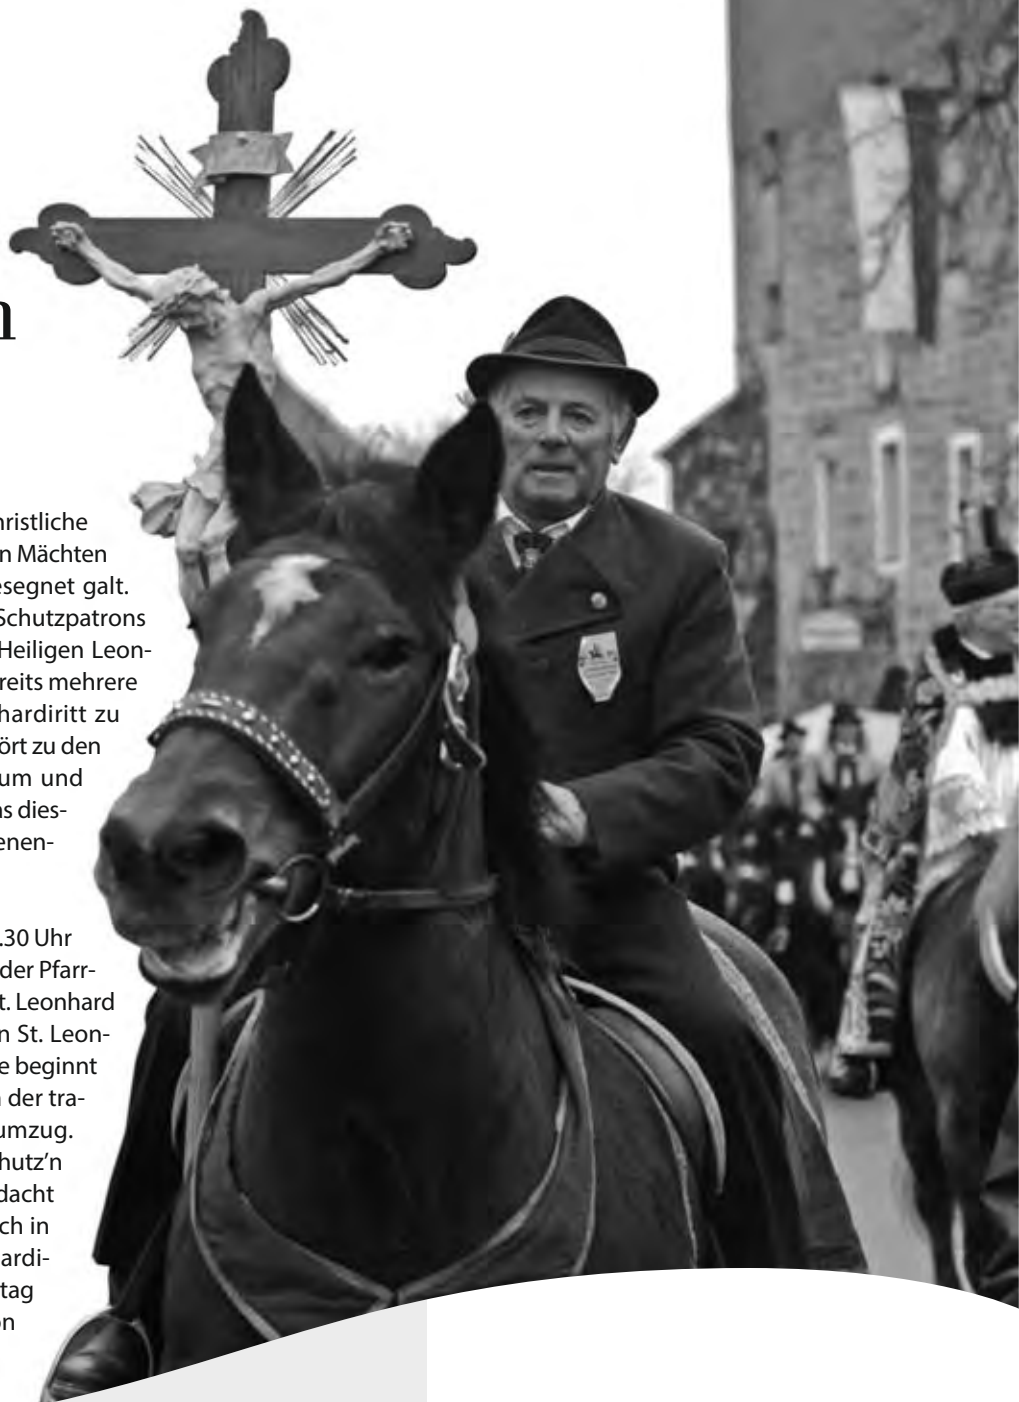 n
hristliche
n Mächten
esegnet galt.
Schutzpatrons
Heiligen Leon-
reits mehrere
hardiritt zu
ört zu den
um und
ns dies-
enen-
.30 Uhr
der Pfarr-
t. Leonhard
n St. Leon-
e beginnt
n der tra-
umzug.
hutz’n
dacht
ch in
ardi-
tag
on